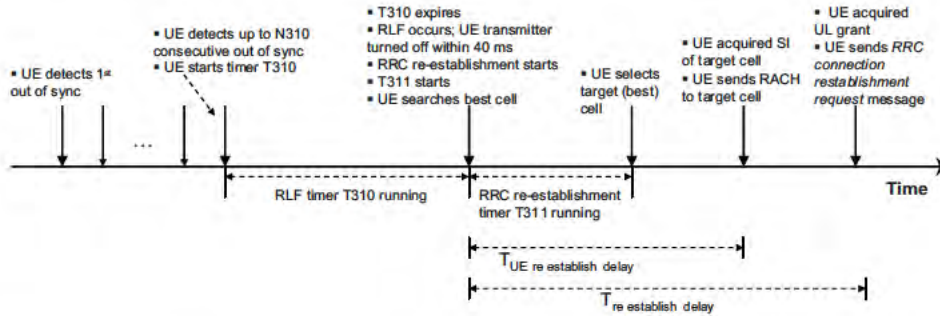 ▪ UE detects 1st
out of sync
...
▪ UE detects up to N310
consecutive out of sync
▪ UE starts timer T310
▪ T310 expires
▪ RLF occurs; UE transmitter
turned off within 40 ms
▪ RRC re-establishment starts
▪ T311 starts
▪ UE searches best cell
▪ UE selects
target (best)
cell
▪ UE acquired SI
of target cell
▪ UE sends RACH
to target cell
▪ UE acquired
UL grant
▪ UE sends RRC
connection
restablishment
request message
Time
RLF timer T310 running
RRC re-establishment
timer T311 running
TUE re establish delay
Tre establish delay